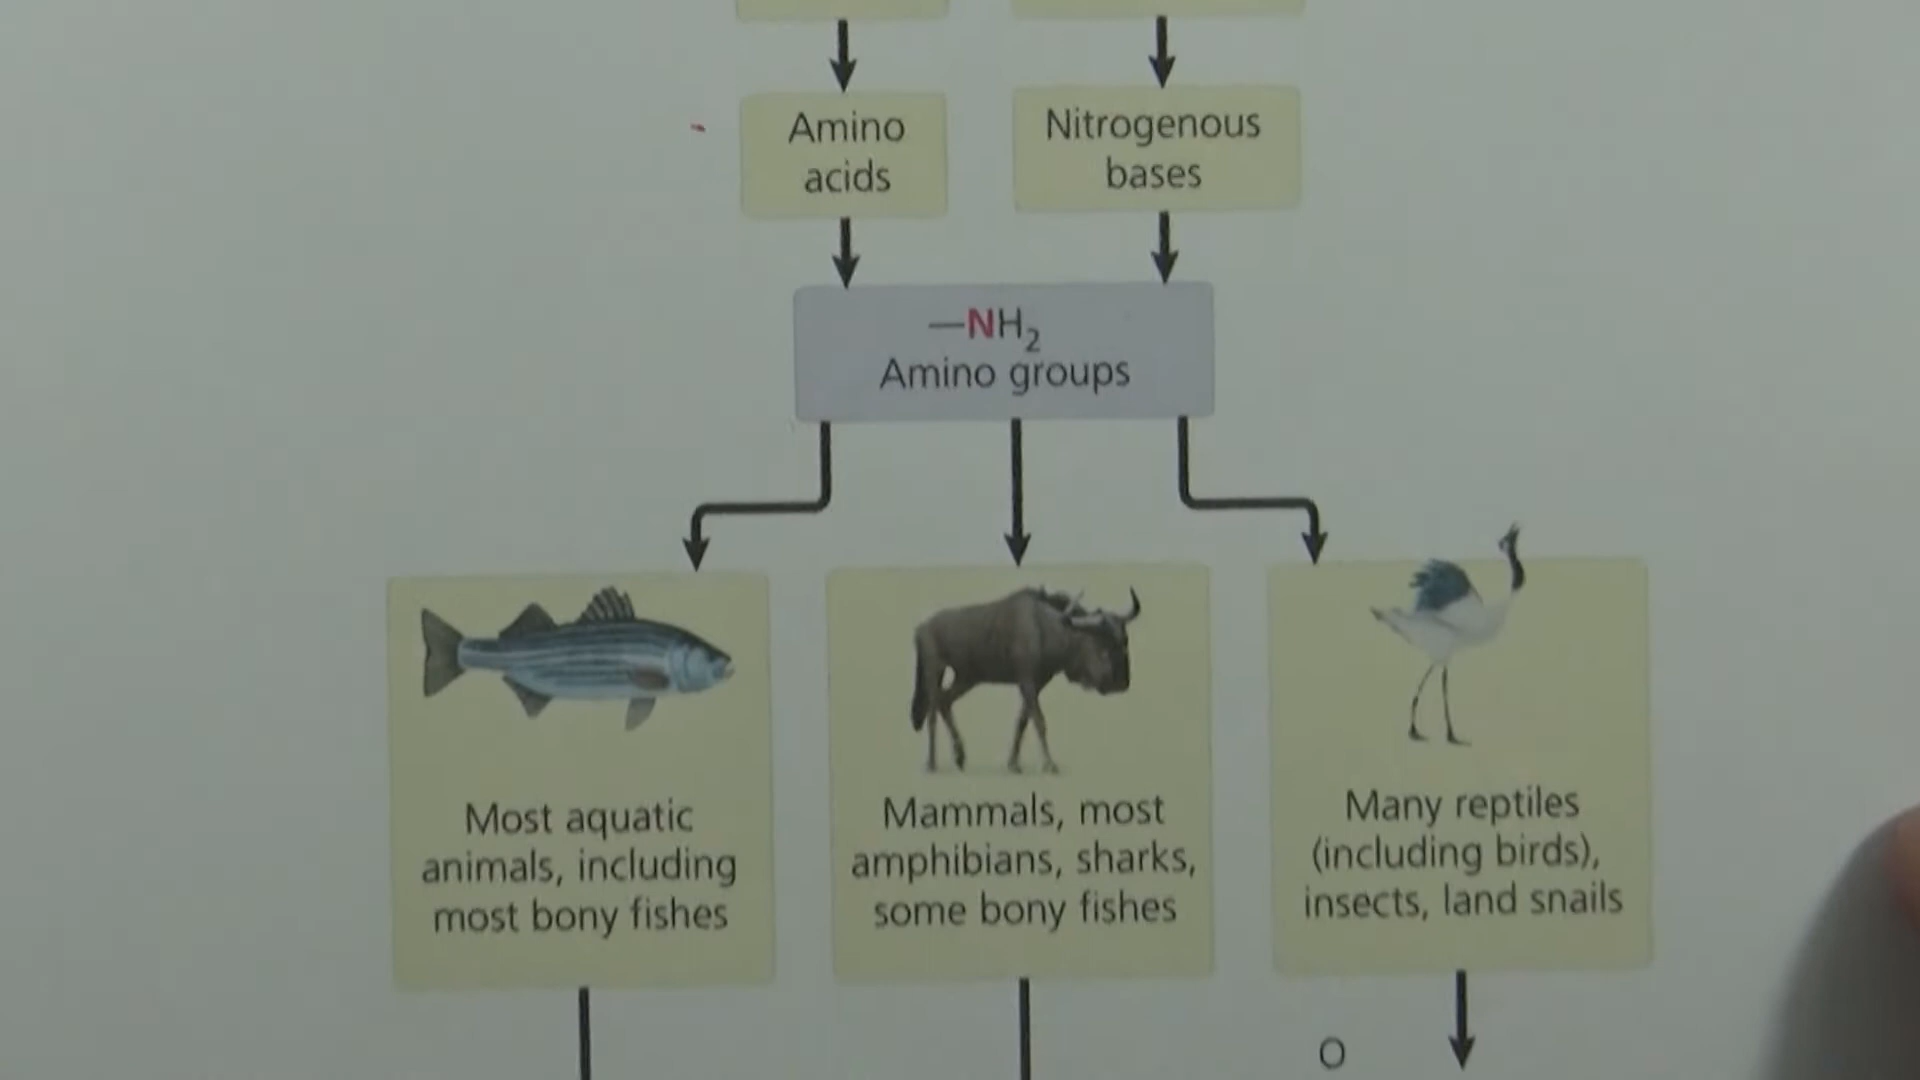 Amino
acids
Nitrogenous
bases
—NH₂
Amino groups
Most aquatic
animals, including
most bony fishes
Mammals, most
amphibians, sharks,
some bony fishes
Many reptiles
(including birds),
insects, land snails
O